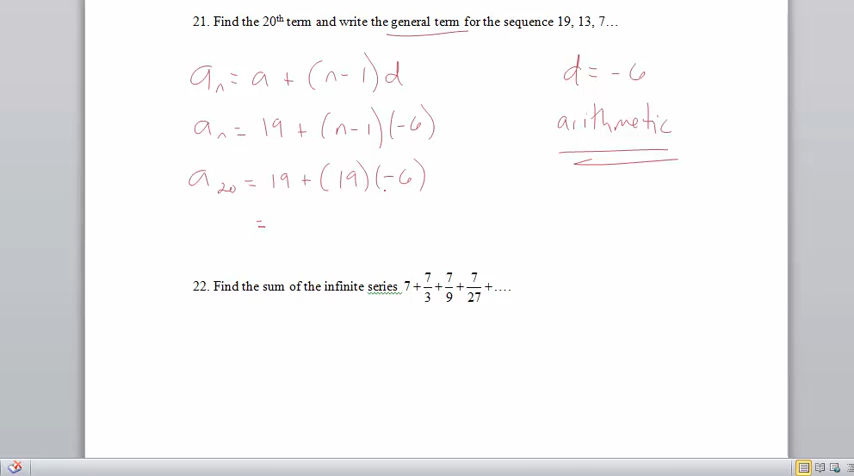 21. Find the 20th term and write the general term for the sequence 19, 13, 7…
aₙ = a + (n-1)d
d = -6
aₙ = 19 + (n-1)(-6)
arithmetic
a₂₀ = 19 + (19)(-6)
=
22. Find the sum of the infinite series 7 + 7/3 + 7/9 + 7/27 + ….